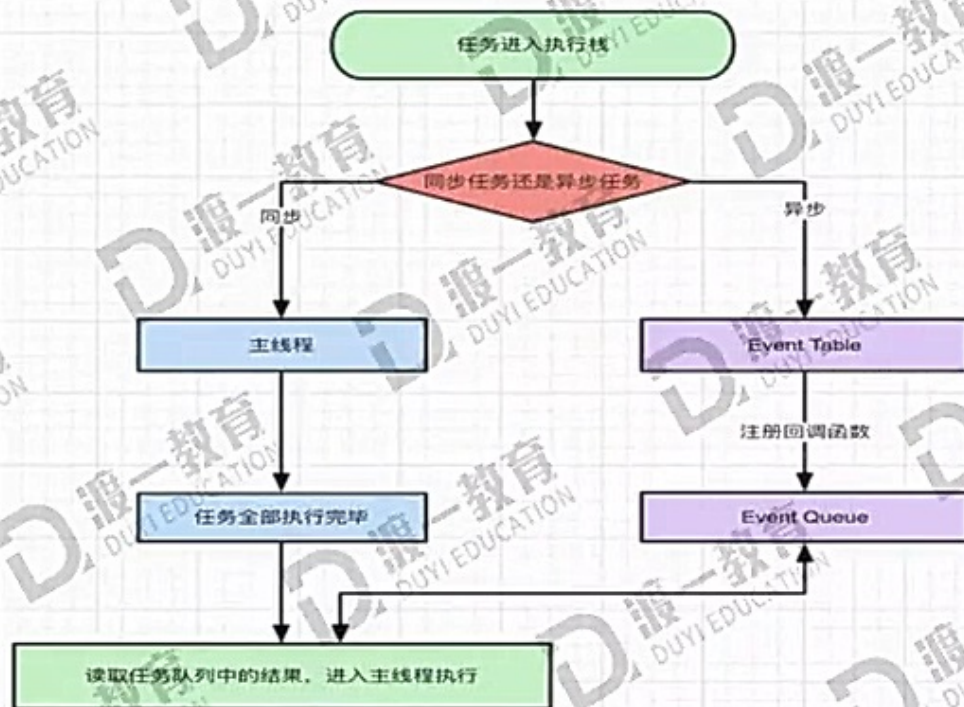 任务进入执行栈
同步任务还是异步任务
同步
异步
主线程
Event Table
注册回调函数
任务全部执行完毕
Event Queue
读取任务队列中的结果，进入主线程执行
渡一教育
DUYI EDUCATION